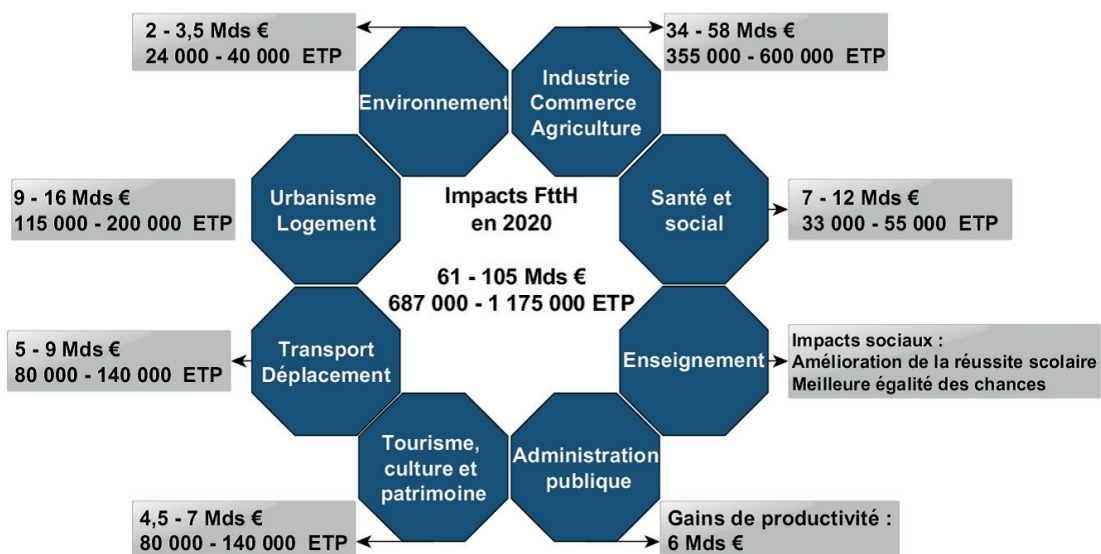 2 - 3,5 Mds €
24 000 - 40 000 ETP
34 - 58 Mds €
355 000 - 600 000 ETP
Environnement
Industrie
Commerce
Agriculture
9 - 16 Mds €
115 000 - 200 000 ETP
Urbanisme
Logement
Impacts FttH
en 2020
61 - 105 Mds €
687 000 - 1 175 000 ETP
Santé et
social
7 - 12 Mds €
33 000 - 55 000 ETP
5 - 9 Mds €
80 000 - 140 000 ETP
Transport
Déplacement
Enseignement
Impacts sociaux :
Amélioration de la réussite scolaire
Meilleure égalité des chances
Tourisme,
culture et
patrimoine
Administration
publique
4,5 - 7 Mds €
80 000 - 140 000 ETP
Gains de productivité :
6 Mds €